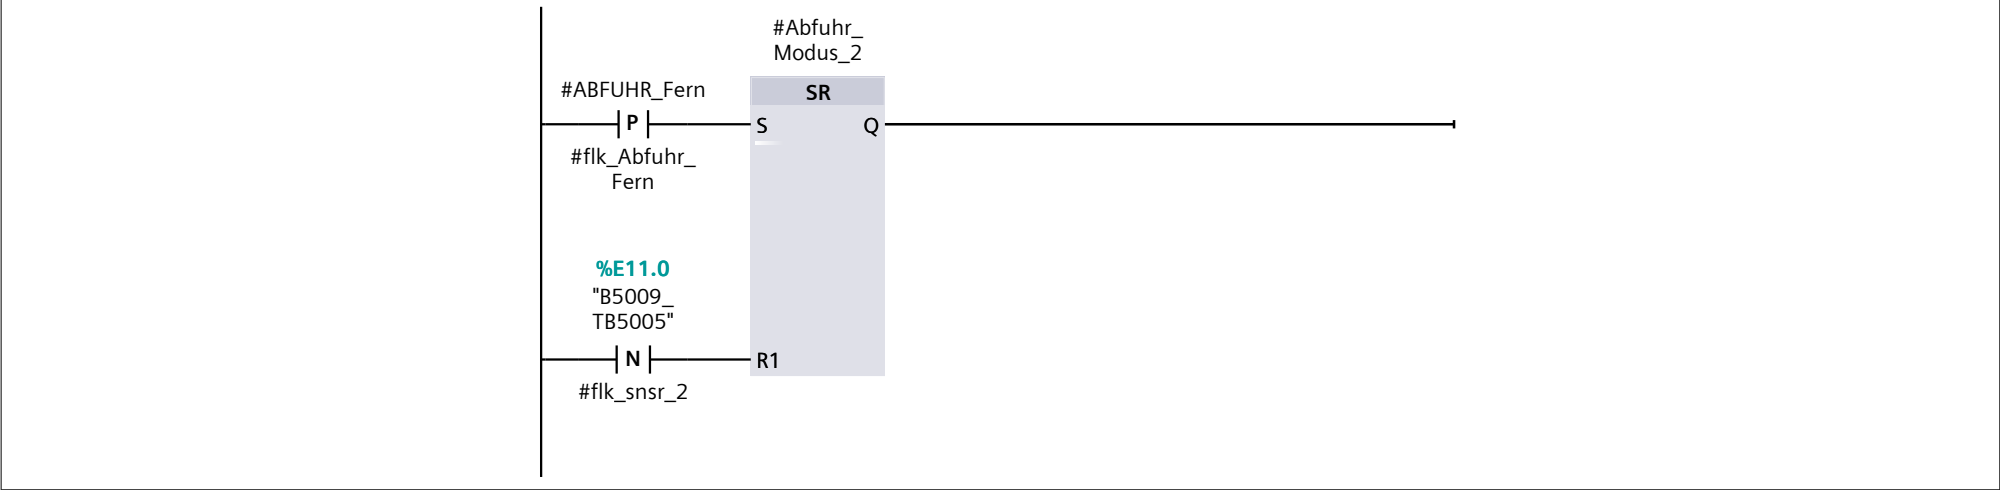 #Abfuhr_
Modus_2
#ABFUHR_Fern
SR
P
S
Q
#flk_Abfuhr_
Fern
%E11.0
"B5009_
TB5005"
N
R1
#flk_snsr_2